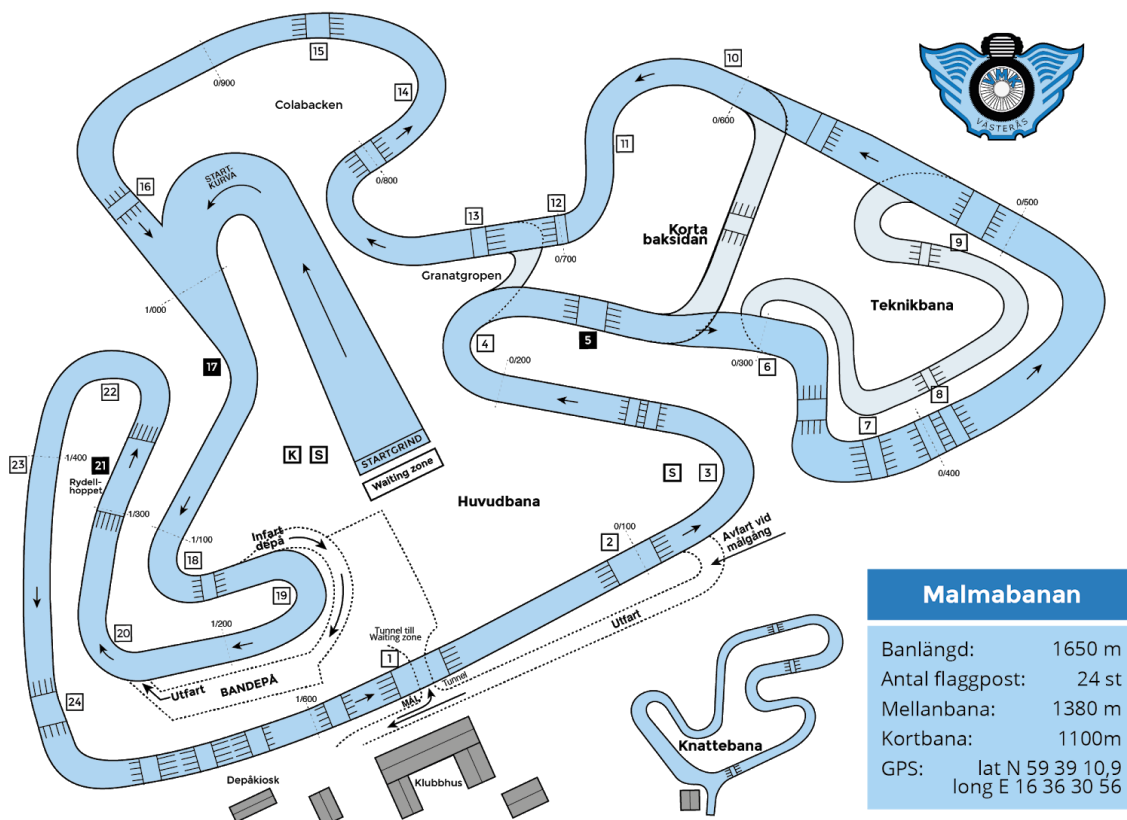 15
10
VMK
VÄSTERÅS
0/900
14
Colabacken
0/600
11
0/800
16
START-
KURVA
13
12
9
0/500
Korta
baksidan
0/700
Granatgropen
Teknikbana
1/000
5
4
17
0/200
0/300
6
22
8
7
23
1/400
21
Rydell-
hoppet
K
S
STARTGRIND
Waiting zone
S
3
0/400
Huvudbana
1/300
1/100
Infart
depå
0/100
2
Avfart vid
målgång
18
19
Malmabanan
20
1/200
Tunnel till
Waiting zone
1
Utfart
Banlängd: 1650 m
Antal flaggpost: 24 st
Mellanbana: 1380 m
Kortbana: 1100m
GPS: lat N 59 39 10,9
long E 16 36 30 56
Utfart
BANDEPÅ
Tunnel
MÅL
1/600
24
Knattebana
Depåkiosk
Klubbhus